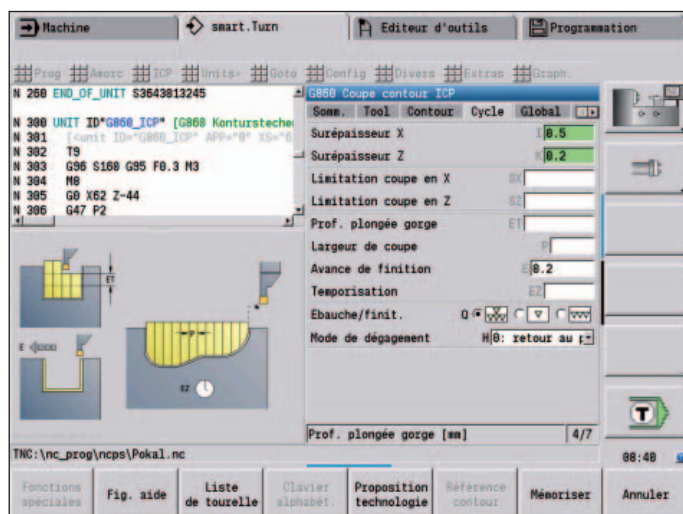 Machine
smart.Turn
Editeur d'outils
Programmation
Prog Amorc ICP Units» Goto Config Divers Extras Graph.
N 260 END_OF_UNIT S3643013245
N 300 UNIT ID"G860_ICP" [G860 Konturstecher
N 301 [<unit ID="G860_ICP" APP="0" XS="6
N 302 T9
N 303 G96 S160 G95 F0.3 M3
N 304 M8
N 305 G0 X62 Z-44
N 306 G47 P2
G860 Coupe contour ICP
Somm. Tool Contour Cycle Global
Surépaisseur X I 0.5
Surépaisseur Z K 0.2
Limitation coupe en X SX
Limitation coupe en Z SZ
Prof. plongée gorge ET
Largeur de coupe P
Avance de finition E 0.2
Temporisation EZ
Ebauche/finit. Q
Mode de dégagement H 0: retour au p
Prof. plongée gorge [mm] 4/7
ET
P
E
EZ
T
TNC:\nc_prog\ncps\Pokal.nc
08:40
Fonctions spéciales
Fig. aide
Liste de tourelle
Clavier alphabét.
Proposition technologie
Référence contour
Mémoriser
Annuler